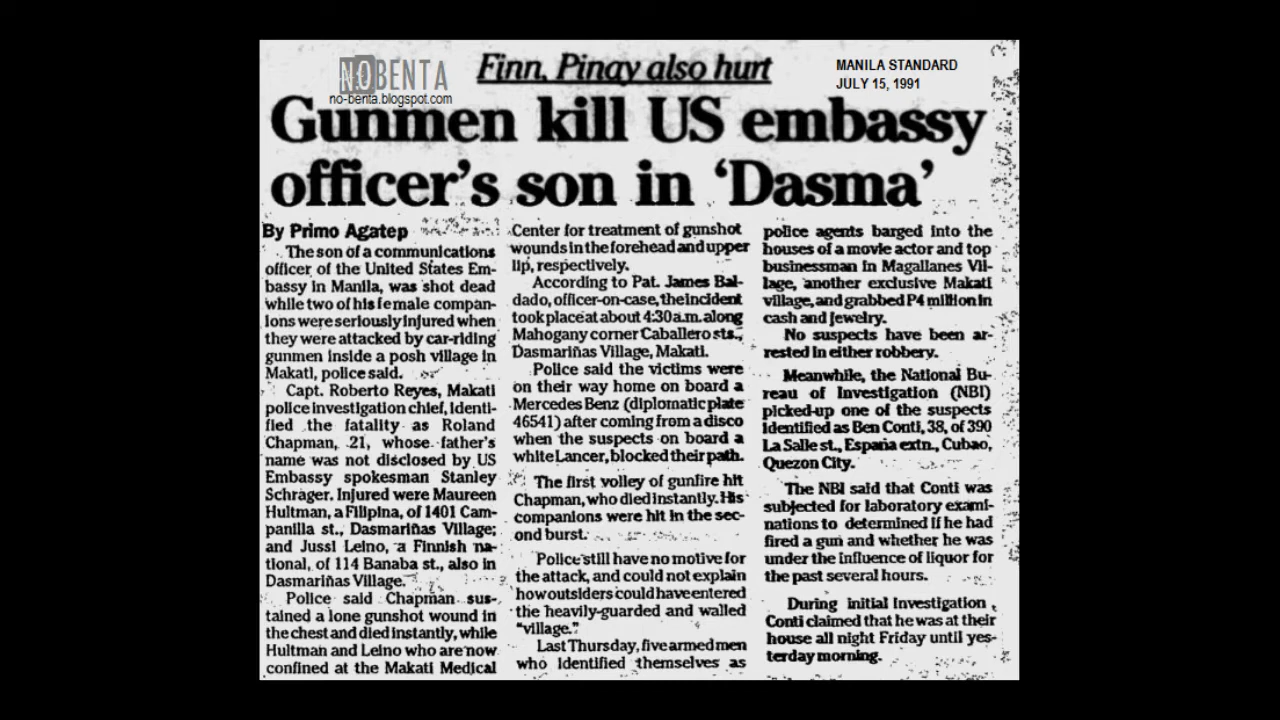 NOBENTA
no-benta.blogspot.com
Finn, Pinay also hurt
MANILA STANDARD
JULY 15, 1991
Gunmen kill US embassy
officer's son in 'Dasma'
By Primo Agatep
The son of a communications
officer of the United States Em-
bassy in Manila, was shot dead
while two of his female compan-
ions were seriously injured when
they were attacked by car-riding
gunmen inside a posh village in
Makati, police said.
Capt. Roberto Reyes, Makati
police investigation chief, identi-
fied the fatality as Roland
Chapman, 21, whose father's
name was not disclosed by US
Embassy spokesman Stanley
Schrager. Injured were Maureen
Hultman, a Filipina, of 1401 Cam-
panilla st., Dasmariñas Village;
and Jussi Leino, a Finnish na-
tional, of 114 Banaba st., also in
Dasmariñas Village.
Police said Chapman sus-
tained a lone gunshot wound in
the chest and died instantly, while
Hultman and Leino who are now
confined at the Makati Medical
Center for treatment of gunshot
wounds in the forehead and upper
lip, respectively.
According to Pat. James Bal-
dado, officer-on-case, the incident
took place at about 4:30 a.m. along
Mahogany corner Caballero sts.,
Dasmariñas Village, Makati.
Police said the victims were
on their way home on board a
Mercedes Benz (diplomatic plate
46541) after coming from a disco
when the suspects on board a
white Lancer, blocked their path.
The first volley of gunfire hit
Chapman, who died instantly. His
companions were hit in the sec-
ond burst.
Police still have no motive for
the attack, and could not explain
how outsiders could have entered
the heavily-guarded and walled
"village."
Last Thursday, five armed men
who identified themselves as
police agents barged into the
houses of a movie actor and top
businessman in Magallanes Vil-
lage, another exclusive Makati
village, and grabbed P4 million in
cash and jewelry.
No suspects have been ar-
rested in either robbery.
Meanwhile, the National Bu-
reau of Investigation (NBI)
picked-up one of the suspects
identified as Ben Conti, 38, of 390
La Salle st., España extn., Cubao,
Quezon City.
The NBI said that Conti was
subjected for laboratory exami-
nations to determined if he had
fired a gun and whether he was
under the influence of liquor for
the past several hours.
During initial investigation,
Conti claimed that he was at their
house all night Friday until yes-
terday morning.